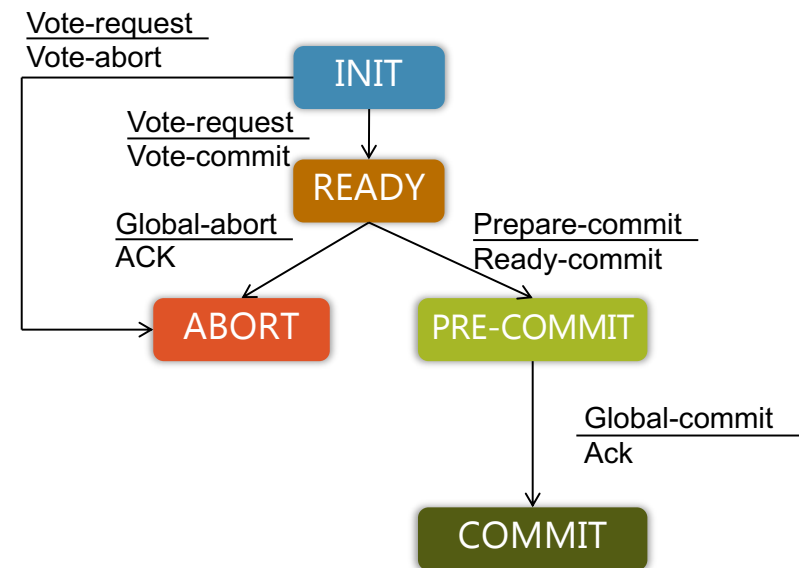 Vote-request
Vote-abort
INIT
Vote-request
Vote-commit
READY
Global-abort
ACK
Prepare-commit
Ready-commit
ABORT
PRE-COMMIT
Global-commit
Ack
COMMIT